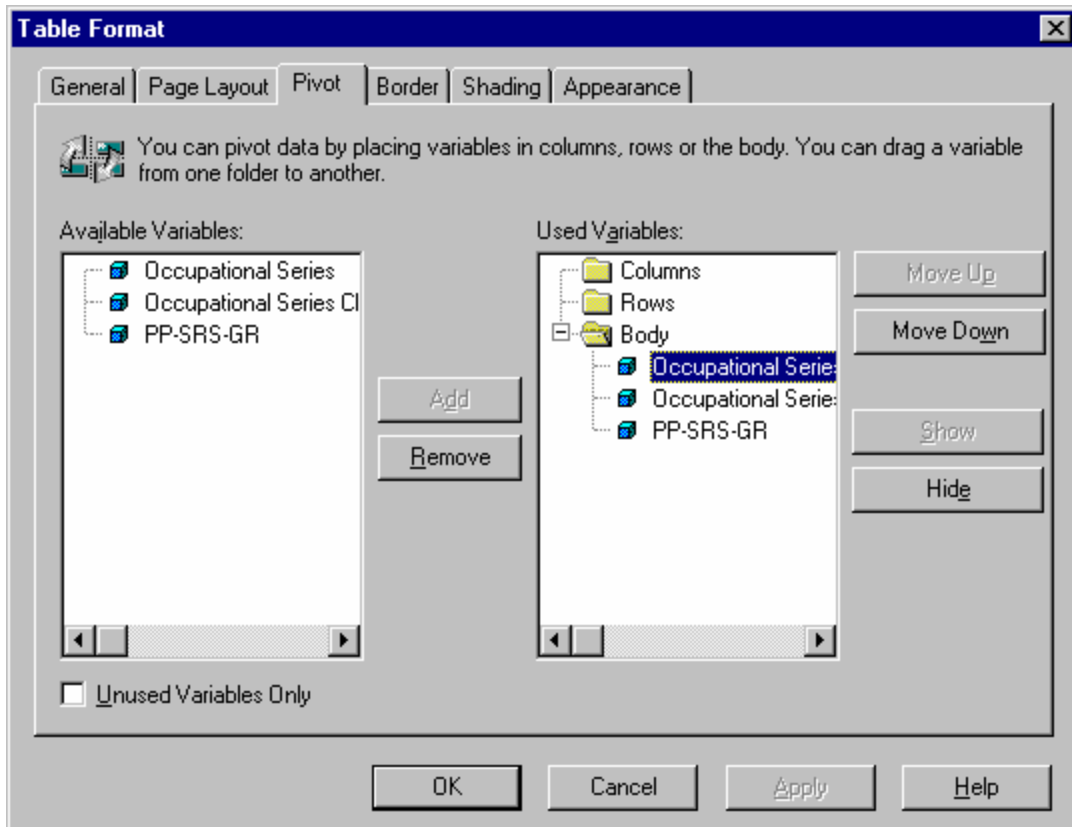 Table Format
General Page Layout Pivot Border Shading Appearance
You can pivot data by placing variables in columns, rows or the body. You can drag a variable
from one folder to another.
Available Variables:
Used Variables:
Occupational Series
Occupational Series Cl
PP-SRS-GR
Add
Remove
Columns
Rows
Body
Occupational Serie
Occupational Serie
PP-SRS-GR
Move Up
Move Down
Show
Hide
Unused Variables Only
OK Cancel Apply Help